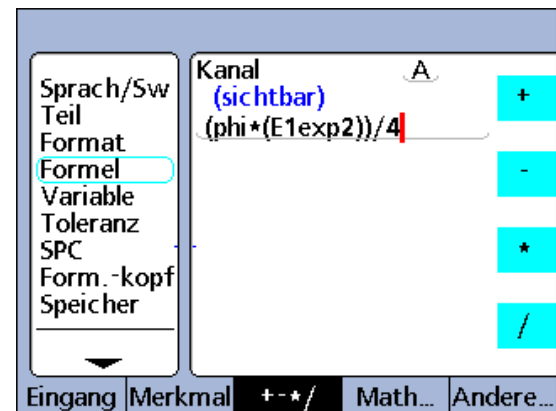 Sprach/Sw
Teil
Format
Formel
Variable
Toleranz
SPC
Form.-kopf
Speicher
Kanal A
(sichtbar)
(phi*(E1exp2))/4
+
-
*
/
Eingang Merkmal +-*/ Math... Andere...